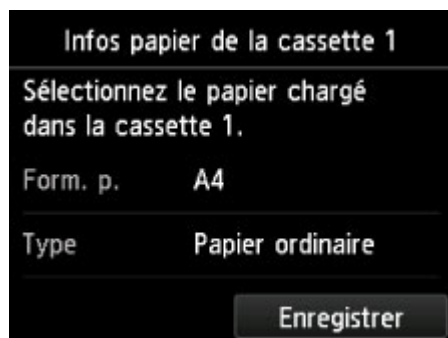 Infos papier de la cassette 1
Sélectionnez le papier chargé
dans la cassette 1.
Form. p. A4
Type Papier ordinaire
Enregistrer